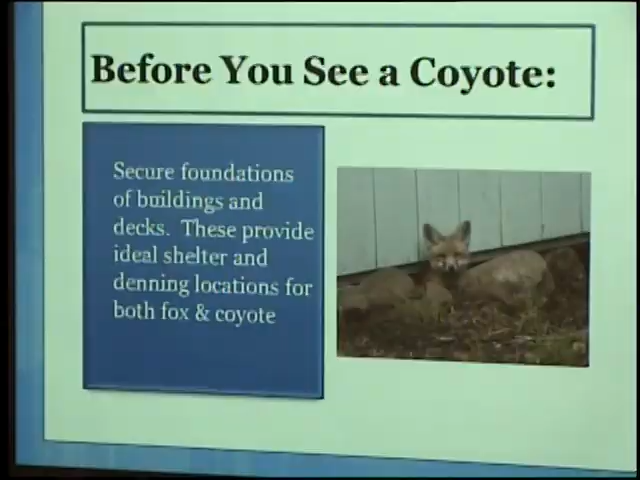 Before You See a Coyote:
Secure foundations
of buildings and
decks. These provide
ideal shelter and
denning locations for
both fox & coyote